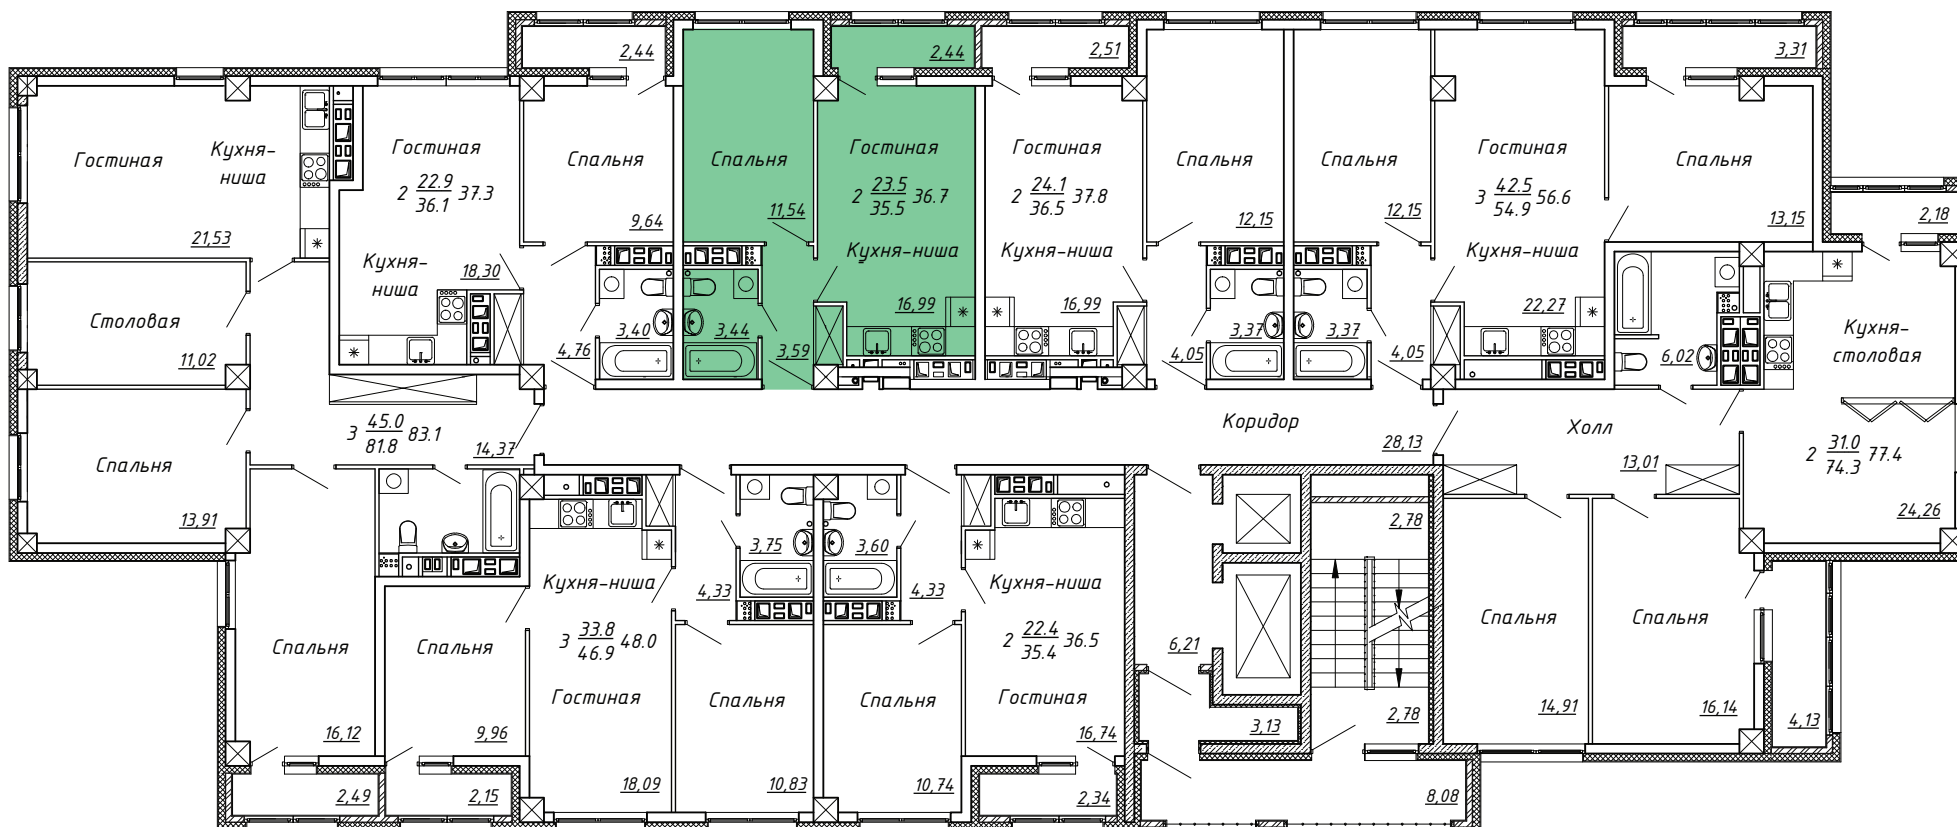 2,44
2,44
2,51
3,31
Гостиная
Кухня-
ниша
21,53
Гостиная
2 22.9 37.3
36.1
Кухня-
ниша
18,30
Спальня
9,64
Спальня
11,54
Гостиная
2 23.5 36.7
35.5
Кухня-ниша
16,99
Гостиная
2 24.1 37.8
36.5
Кухня-ниша
16,99
Спальня
12,15
Спальня
12,15
Гостиная
3 42.5 56.6
54.9
Кухня-ниша
22,27
Спальня
13,15
2,18
Столовая
11,02
4,76
3,40
3,44
3,59
4,05
3,37
3,37
4,05
6,02
Кухня-
столовая
3 45.0 83.1
81.8
14,37
Коридор
28,13
Холл
13,01
2 31.0 77.4
74.3
24,26
Спальня
13,91
Спальня
16,12
Спальня
9,96
Кухня-ниша
3 33.8 48.0
46.9
Гостиная
18,09
4,33
3,75
3,60
4,33
Спальня
10,83
Спальня
10,74
Кухня-ниша
2 22.4 36.5
35.4
Гостиная
16,74
6,21
3,13
2,78
2,78
Спальня
14,91
Спальня
16,14
4,13
2,49
2,15
2,34
8,08